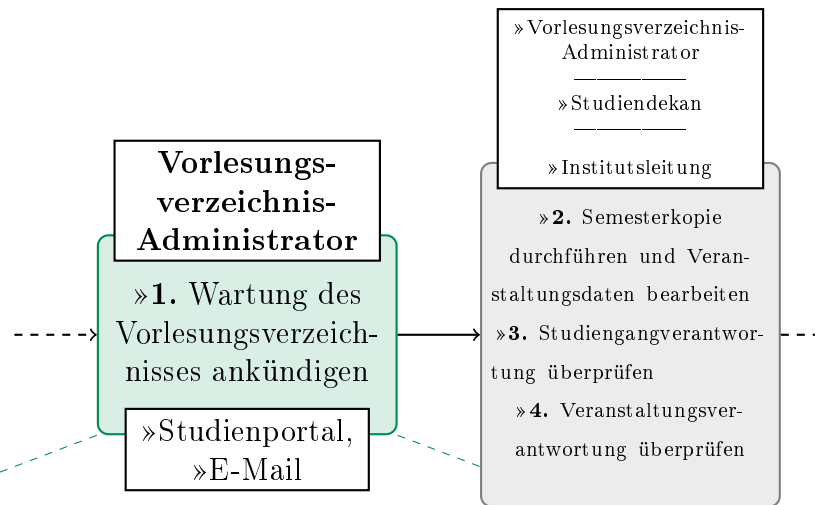 Vorlesungs-
verzeichnis-
Administrator
»1. Wartung des
Vorlesungsverzeich-
nisses ankündigen
»Studienportal,
»E-Mail
»Vorlesungsverzeichnis-
Administrator
»Studiendekan
»Institutsleitung
»2. Semesterkopie
durchführen und Veran-
staltungsdaten bearbeiten
»3. Studiengangverantwor-
tung überprüfen
»4. Veranstaltungsver-
antwortung überprüfen